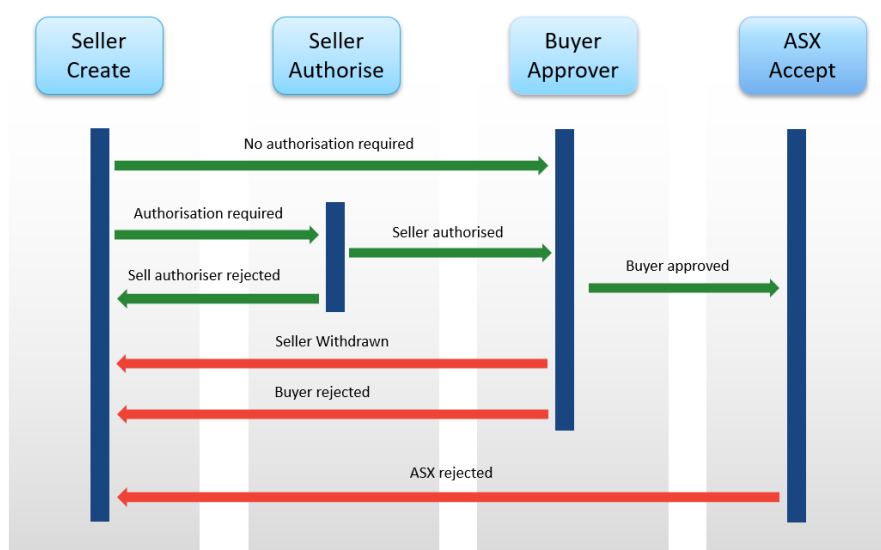 Seller
Create
Seller
Authorise
Buyer
Approver
ASX
Accept
No authorisation required
Authorisation required
Seller authorised
Sell authoriser rejected
Buyer approved
Seller Withdrawn
Buyer rejected
ASX rejected